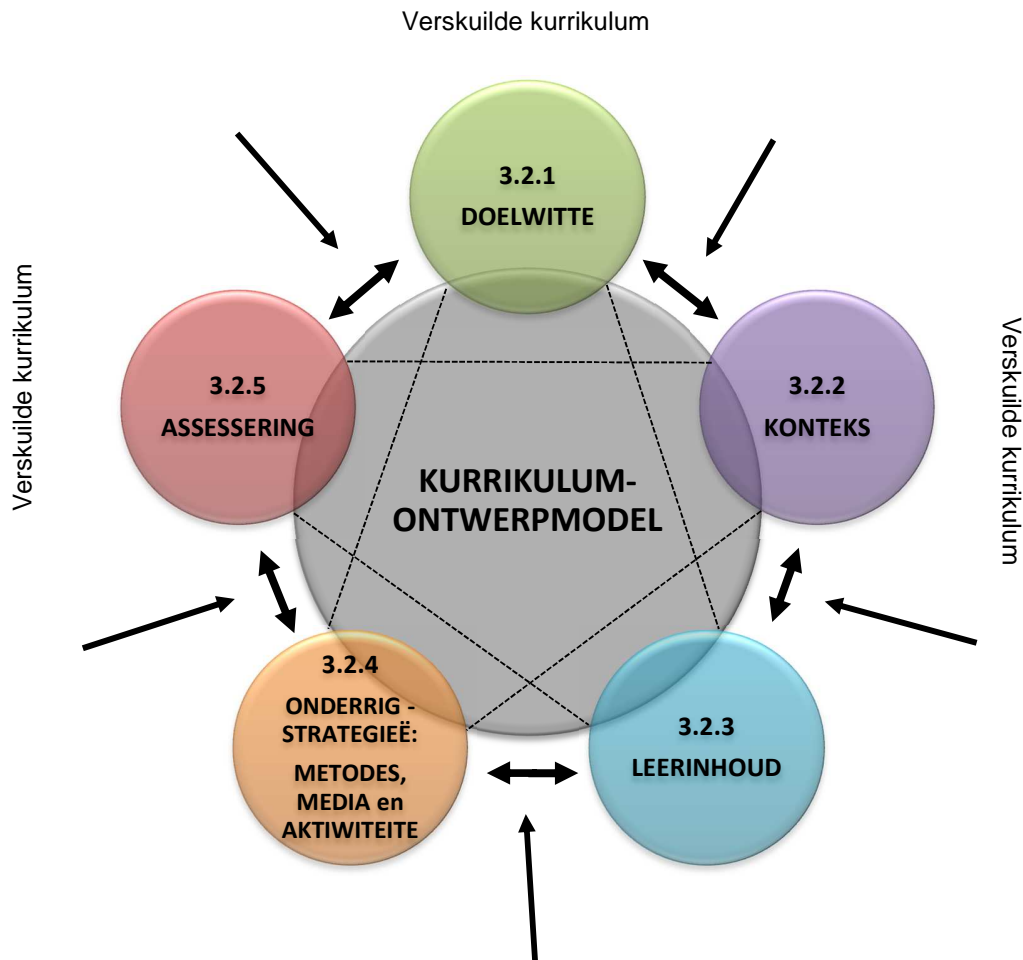 Verskuilde kurrikulum
3.2.1
DOELWITTE
Verskuilde kurrikulum
3.2.5
ASSESSERING
3.2.2
KONTEKS
Verskuilde kurrikulum
KURRIKULUM-
ONTWERPMODEL
3.2.4
ONDERRIG -
STRATEGIEË:
METODES,
MEDIA en
AKTIWITEITE
3.2.3
LEERINHOUD